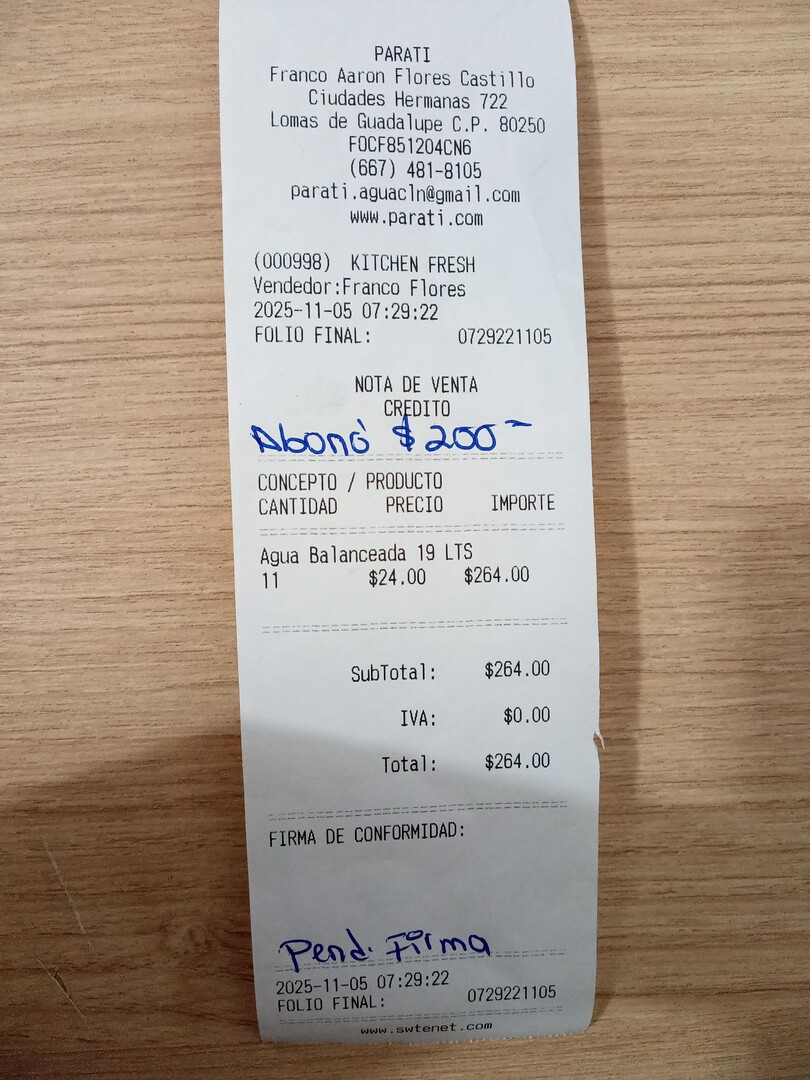 PARATI
Franco Aaron Flores Castillo
Ciudades Hermanas 722
Lomas de Guadalupe C.P. 80250
FOCF851204CN6
(667) 481-8105
parati.aguacln@gmail.com
www.parati.com
(000998) KITCHEN FRESH
Vendedor:Franco Flores
2025-11-05 07:29:22
FOLIO FINAL: 0729221105
NOTA DE VENTA
CREDITO
Abonó $200-
CONCEPTO / PRODUCTO
CANTIDAD PRECIO IMPORTE
Agua Balanceada 19 LTS
11 $24.00 $264.00
SubTotal: $264.00
IVA: $0.00
Total: $264.00
FIRMA DE CONFORMIDAD:
Pend. Firma
2025-11-05 07:29:22
FOLIO FINAL: 0729221105
www.swtenet.com